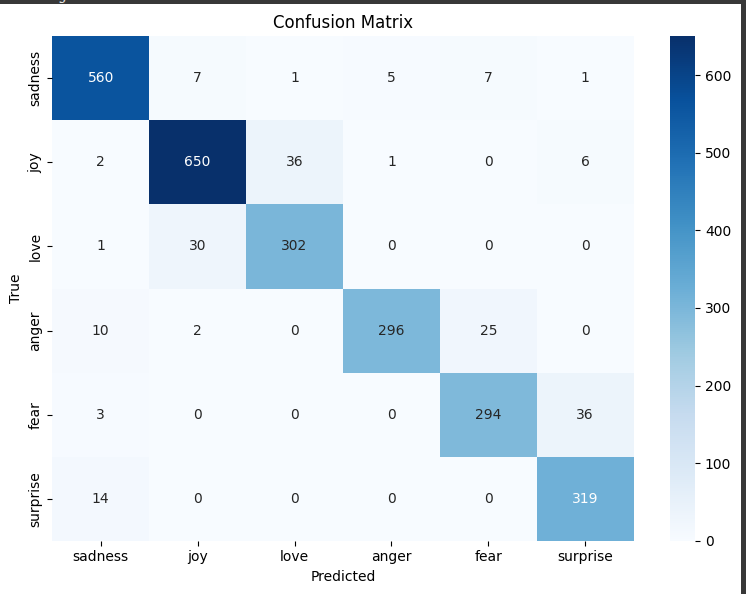 Confusion Matrix
sadness 560 7 1 5 7 1
joy 2 650 36 1 0 6
love 1 30 302 0 0 0
anger 10 2 0 296 25 0
fear 3 0 0 0 294 36
surprise 14 0 0 0 0 319
sadness joy love anger fear surprise
Predicted
True
600
500
400
300
200
100
0